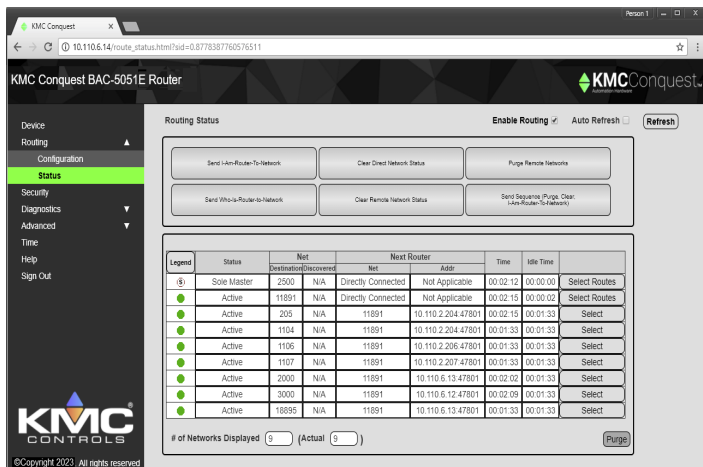 Person 1
KMC Conquest
10.110.6.14/route_status.html?sid=0.8778387760576511
KMC Conquest BAC-5051E Router
KMCConquest™
Automation Hardware
Device
Routing
Configuration
Status
Security
Diagnostics
Advanced
Time
Help
Sign Out
Routing Status
Enable Routing
Auto Refresh
Refresh
Send I-Am-Router-To-Network
Clear Direct Network Status
Purge Remote Networks
Send Who-Is-Router-to-Network
Clear Remote Network Status
Send Sequence (Purge, Clear, I-Am-Router-To-Network)
Legend Status Net Next Router Time Idle Time
Destination Discovered Net Addr
S Sole Master 2500 N/A Directly Connected Not Applicable 00:02:12 00:00:00 Select Routes
Active 11891 N/A Directly Connected Not Applicable 00:02:15 00:00:02 Select Routes
Active 205 N/A 11891 10.110.2.204:47801 00:02:15 00:01:33 Select
Active 1104 N/A 11891 10.110.2.204:47801 00:01:33 00:01:33 Select
Active 1106 N/A 11891 10.110.2.206:47801 00:01:33 00:01:33 Select
Active 1107 N/A 11891 10.110.2.207:47801 00:01:33 00:01:33 Select
Active 2000 N/A 11891 10.110.6.13:47801 00:02:02 00:01:33 Select
Active 3000 N/A 11891 10.110.6.12:47801 00:02:09 00:01:33 Select
Active 18895 N/A 11891 10.110.6.13:47801 00:01:33 00:01:33 Select
# of Networks Displayed 9 (Actual 9 )
Purge
KMC®
CONTROLS
©Copyright 2023 All rights reserved